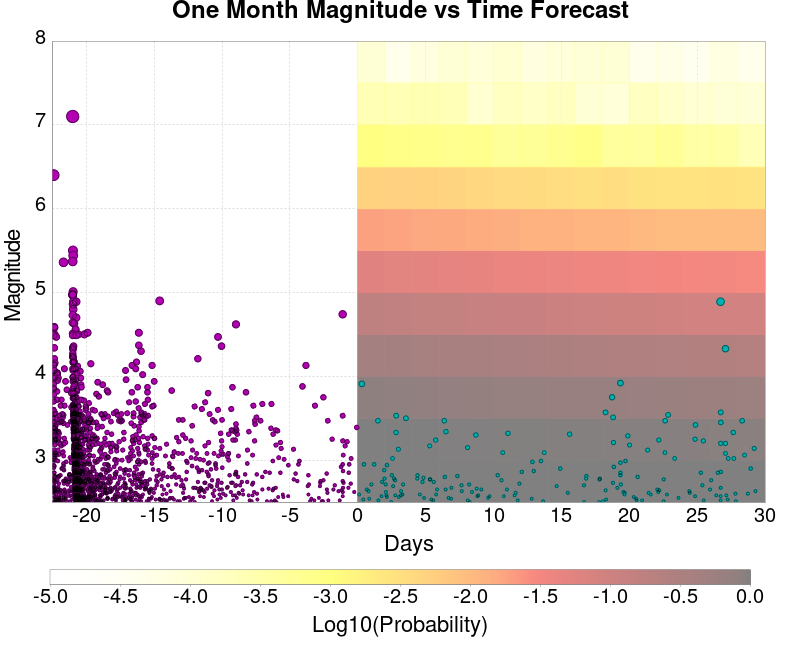 One Month Magnitude vs Time Forecast
8
7
6
5
4
3
Magnitude
-20 -15 -10 -5 0 5 10 15 20 25 30
Days
-5.0 -4.5 -4.0 -3.5 -3.0 -2.5 -2.0 -1.5 -1.0 -0.5 0.0
Log10(Probability)